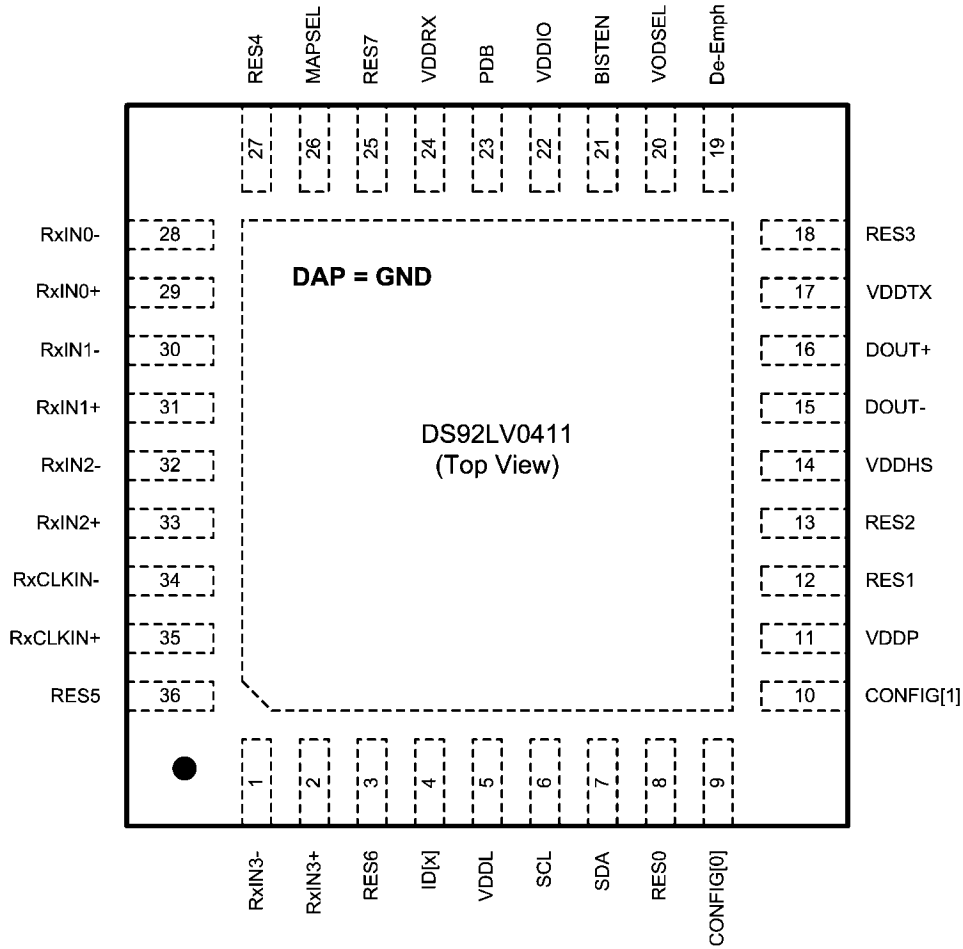 RES4
MAPSEL
RES7
VDDRX
PDB
VDDIO
BISTEN
VODSEL
De-Emph
27
26
25
24
23
22
21
20
19
RxIN0- 28
RxIN0+ 29
RxIN1- 30
RxIN1+ 31
RxIN2- 32
RxIN2+ 33
RxCLKIN- 34
RxCLKIN+ 35
RES5 36
DAP = GND
DS92LV0411
(Top View)
18 RES3
17 VDDTX
16 DOUT+
15 DOUT-
14 VDDHS
13 RES2
12 RES1
11 VDDP
10 CONFIG[1]
1
2
3
4
5
6
7
8
9
RxIN3-
RxIN3+
RES6
ID[x]
VDDL
SCL
SDA
RES0
CONFIG[0]